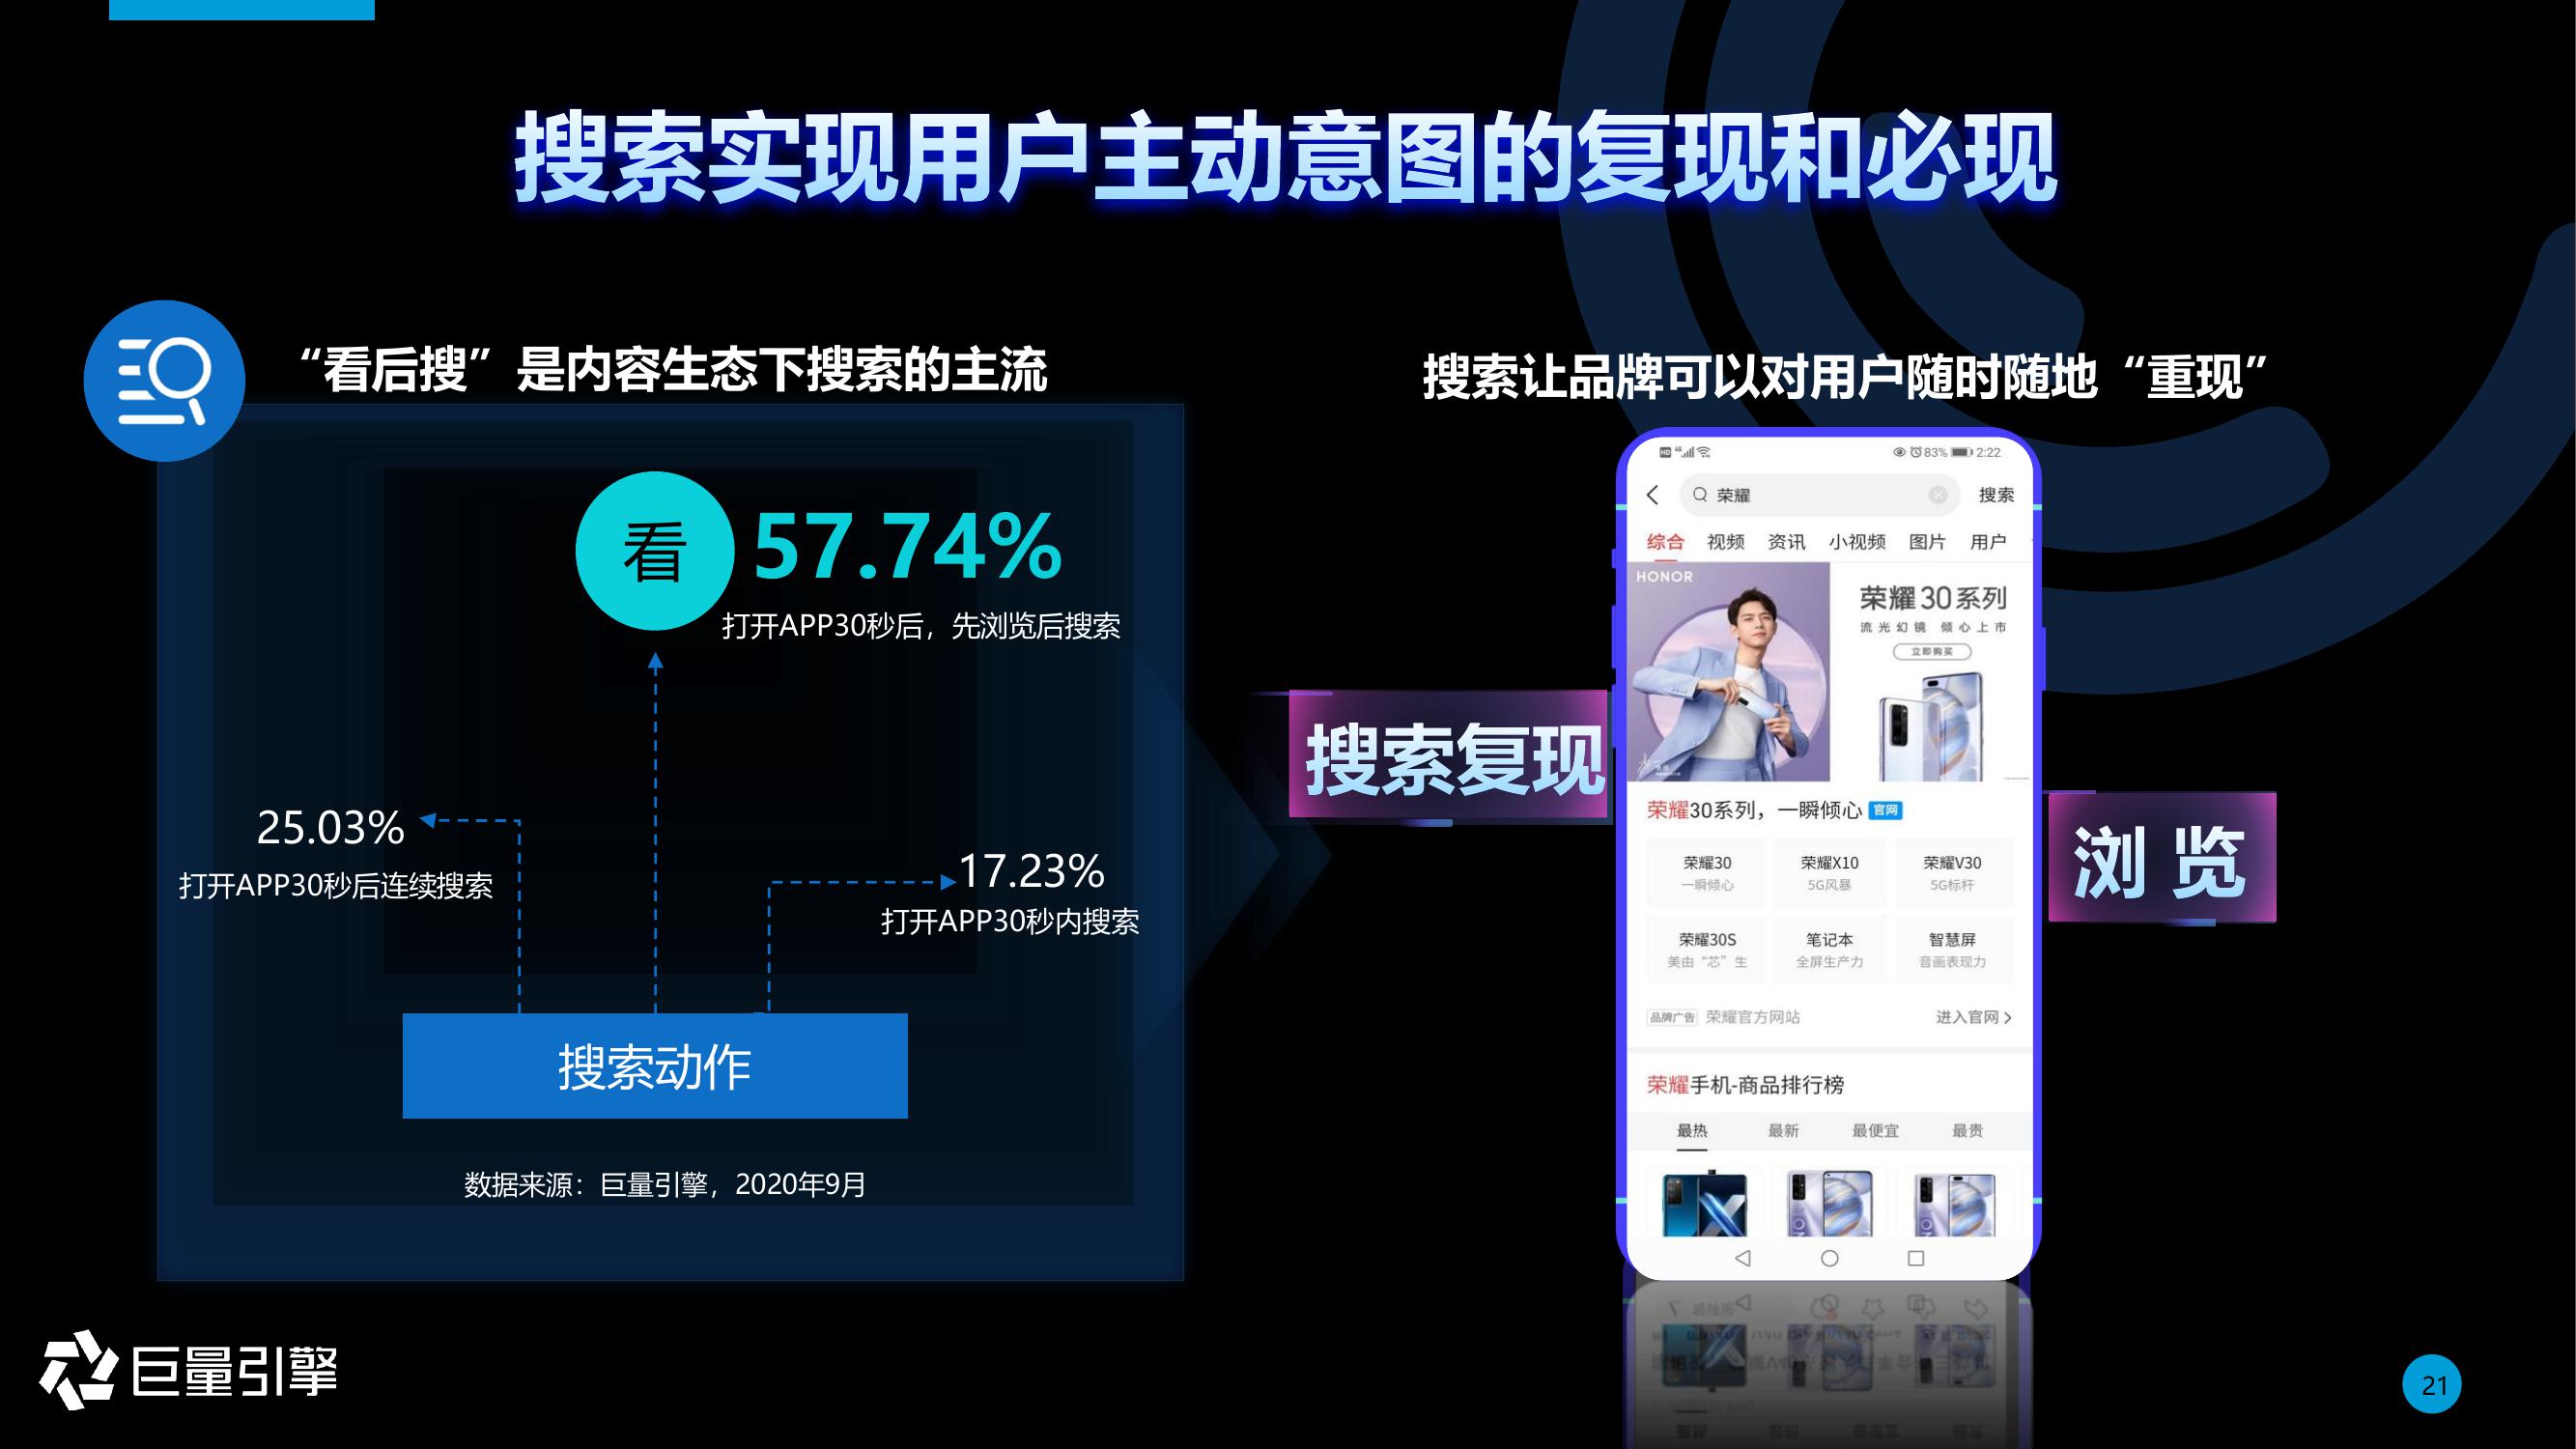 搜索实现用户主动意图的复现和必现
“看后搜”是内容生态下搜索的主流
看
57.74%
打开APP30秒后，先浏览后搜索
25.03%
打开APP30秒后连续搜索
17.23%
打开APP30秒内搜索
搜索动作
数据来源：巨量引擎，2020年9月
搜索让品牌可以对用户随时随地“重现”
搜索复现
浏 览
83% 2:22
荣耀 搜索
综合 视频 资讯 小视频 图片 用户
HONOR
荣耀30系列
流光幻镜 倾心上市
立即购买
荣耀30系列，一瞬倾心 官网
荣耀30 荣耀X10 荣耀V30
一瞬倾心 5G风暴 5G标杆
荣耀30S 笔记本 智慧屏
美由“芯”生 全屏生产力 音画表现力
品牌广告 荣耀官方网站 进入官网
荣耀手机-商品排行榜
最热 最新 最便宜 最贵
巨量引擎
21